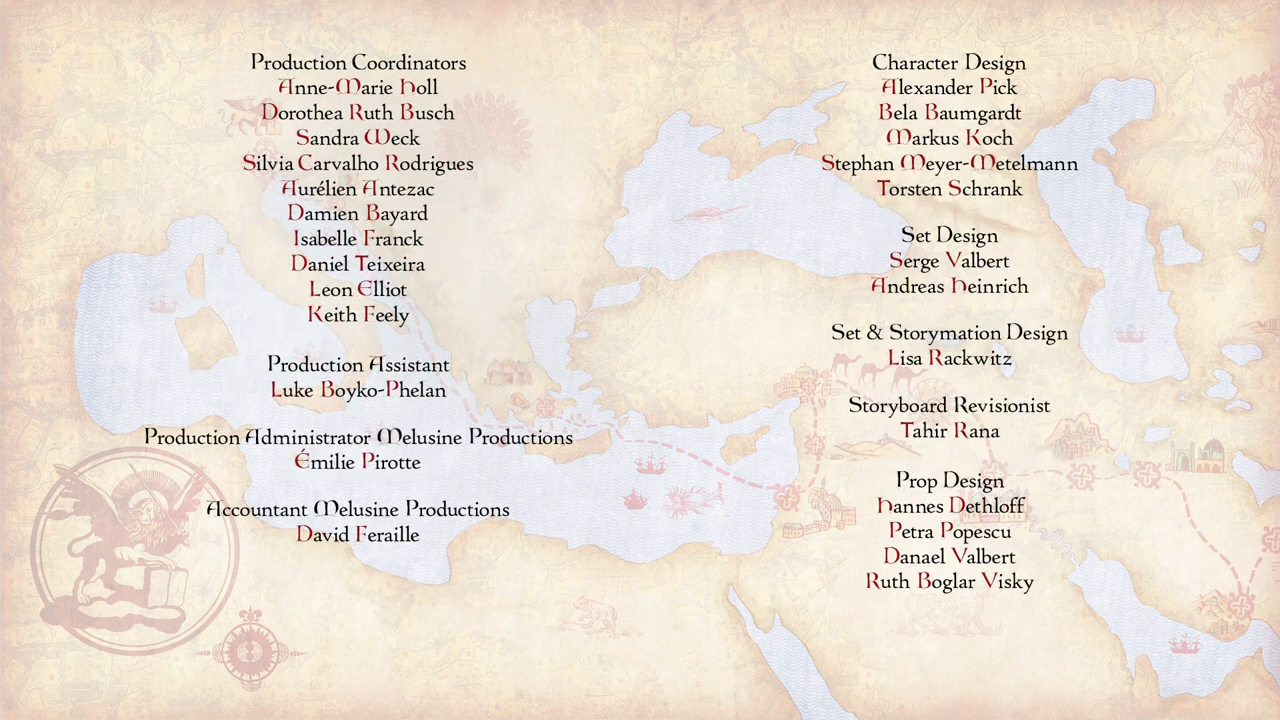 Production Coordinators
Anne-Marie Holl
Dorothea Ruth Busch
Sandra Weck
Silvia Carvalho Rodrigues
Aurélien Antezac
Damien Bayard
Isabelle Franck
Daniel Teixeira
Leon Elliot
Keith Feely
Production Assistant
Luke Boyko-Phelan
Production Administrator Melusine Productions
Émilie Pirotte
Accountant Melusine Productions
David Feraille
Character Design
Alexander Pick
Bela Baumgardt
Markus Koch
Stephan Meyer-Metelmann
Torsten Schrank
Set Design
Serge Valbert
Andreas Heinrich
Set & Storymation Design
Lisa Rackwitz
Storyboard Revisionist
Tahir Rana
Prop Design
Hannes Dethloff
Petra Popescu
Danael Valbert
Ruth Boglar Visky